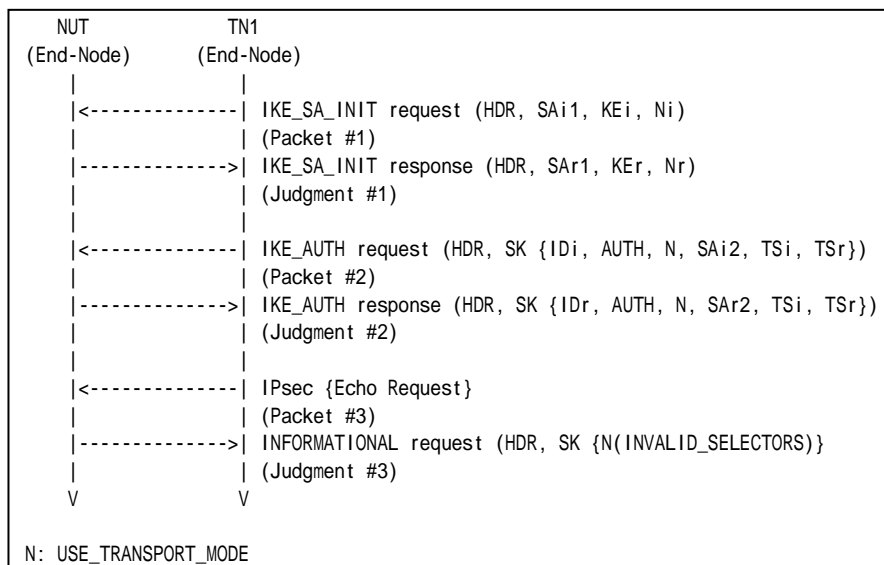 NUT TN1
(End-Node) (End-Node)
| |
|<--------------| IKE_SA_INIT request (HDR, SAi1, KEi, Ni)
| | (Packet #1)
|-------------->| IKE_SA_INIT response (HDR, SAr1, KEr, Nr)
| | (Judgment #1)
| |
|<--------------| IKE_AUTH request (HDR, SK {IDi, AUTH, N, SAi2, TSi, TSr})
| | (Packet #2)
|-------------->| IKE_AUTH response (HDR, SK {IDr, AUTH, N, SAr2, TSi, TSr})
| | (Judgment #2)
| |
|<--------------| IPsec {Echo Request}
| | (Packet #3)
|-------------->| INFORMATIONAL request (HDR, SK {N(INVALID_SELECTORS)}
| | (Judgment #3)
V V
N: USE_TRANSPORT_MODE